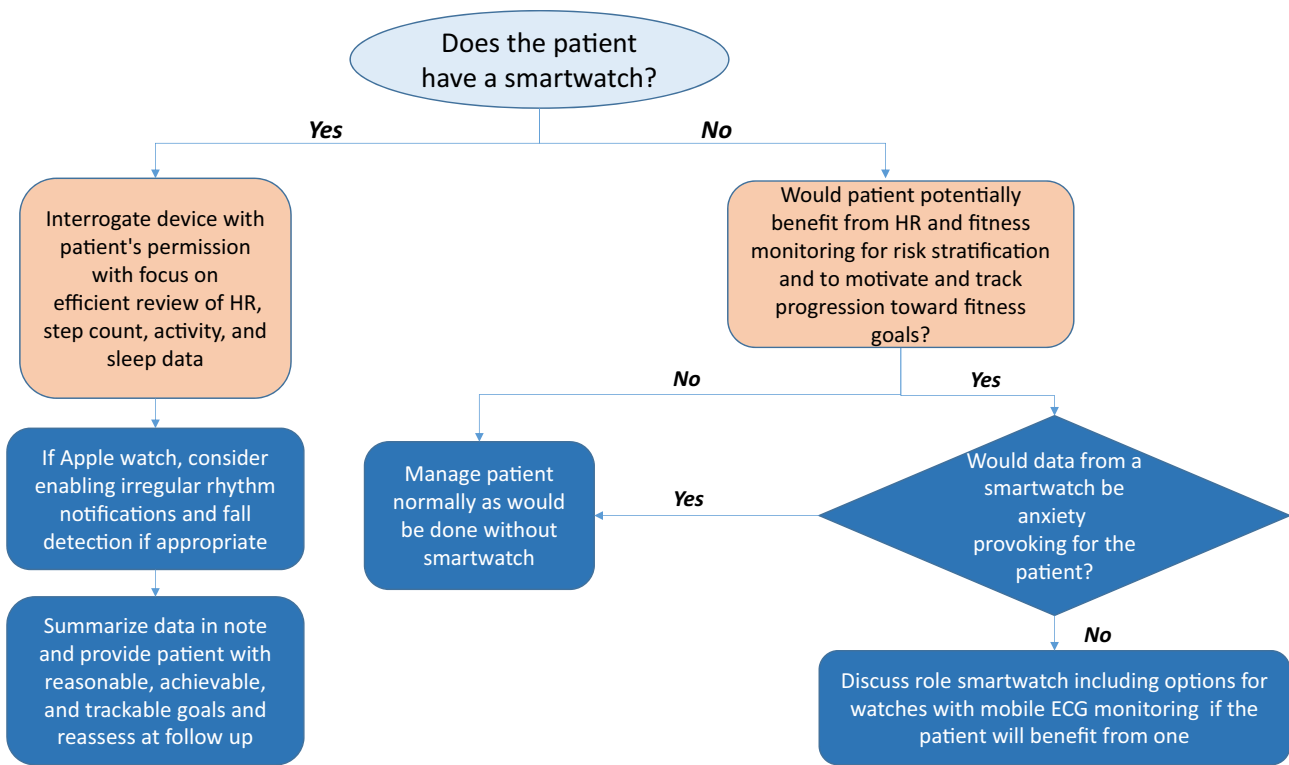 Does the patient
have a smartwatch?
Yes
No
Interrogate device with
patient's permission
with focus on
efficient review of HR,
step count, activity, and
sleep data
Would patient potentially
benefit from HR and fitness
monitoring for risk stratification
and to motivate and track
progression toward fitness
goals?
No
Yes
If Apple watch, consider
enabling irregular rhythm
notifications and fall
detection if appropriate
Manage patient
normally as would
be done without
smartwatch
Yes
Would data from a
smartwatch be
anxiety
provoking for the
patient?
No
Summarize data in note
and provide patient with
reasonable, achievable,
and trackable goals and
reassess at follow up
Discuss role smartwatch including options for
watches with mobile ECG monitoring if the
patient will benefit from one